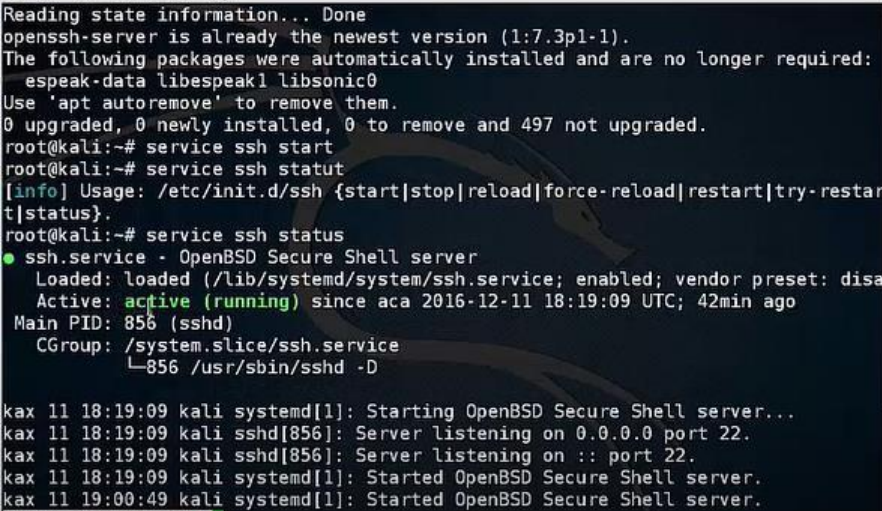 Reading state information... Done
openssh-server is already the newest version (1:7.3p1-1).
The following packages were automatically installed and are no longer required:
  espeak-data libespeak1 libsonic0
Use 'apt autoremove' to remove them.
0 upgraded, 0 newly installed, 0 to remove and 497 not upgraded.
root@kali:~# service ssh start
root@kali:~# service ssh statut
[info] Usage: /etc/init.d/ssh {start|stop|reload|force-reload|restart|try-restar
t|status}.
root@kali:~# service ssh status
● ssh.service - OpenBSD Secure Shell server
   Loaded: loaded (/lib/systemd/system/ssh.service; enabled; vendor preset: disa
   Active: active (running) since aca 2016-12-11 18:19:09 UTC; 42min ago
 Main PID: 856 (sshd)
   CGroup: /system.slice/ssh.service
           └─856 /usr/sbin/sshd -D
kax 11 18:19:09 kali systemd[1]: Starting OpenBSD Secure Shell server...
kax 11 18:19:09 kali sshd[856]: Server listening on 0.0.0.0 port 22.
kax 11 18:19:09 kali sshd[856]: Server listening on :: port 22.
kax 11 18:19:09 kali systemd[1]: Started OpenBSD Secure Shell server.
kax 11 19:00:49 kali systemd[1]: Started OpenBSD Secure Shell server.